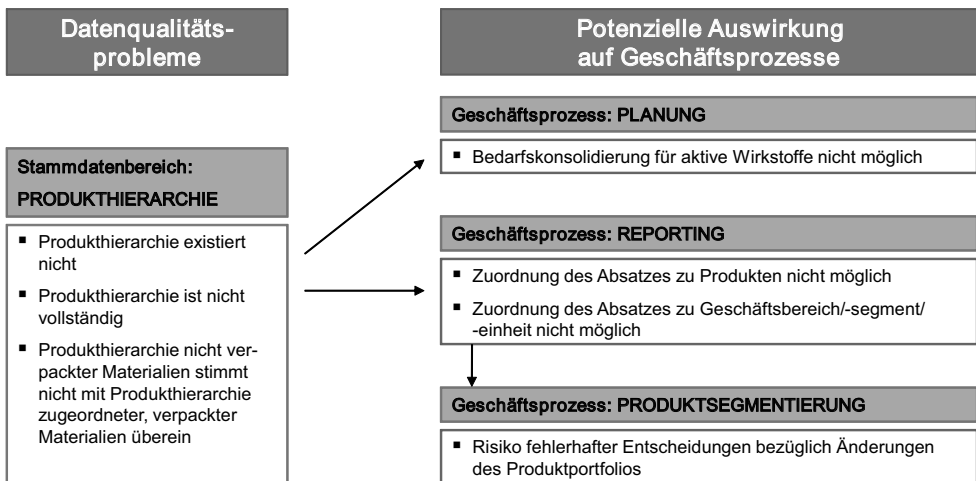 Datenqualitäts-
probleme
Potenzielle Auswirkung
auf Geschäftsprozesse
Stammdatenbereich:
PRODUKTHIERARCHIE
▪ Produkthierarchie existiert
nicht
▪ Produkthierarchie ist nicht
vollständig
▪ Produkthierarchie nicht ver-
packter Materialien stimmt
nicht mit Produkthierarchie
zugeordneter, verpackter
Materialien überein
Geschäftsprozess: PLANUNG
▪ Bedarfskonsolidierung für aktive Wirkstoffe nicht möglich
Geschäftsprozess: REPORTING
▪ Zuordnung des Absatzes zu Produkten nicht möglich
▪ Zuordnung des Absatzes zu Geschäftsbereich/-segment/
-einheit nicht möglich
Geschäftsprozess: PRODUKTSEGMENTIERUNG
▪ Risiko fehlerhafter Entscheidungen bezüglich Änderungen
des Produktportfolios